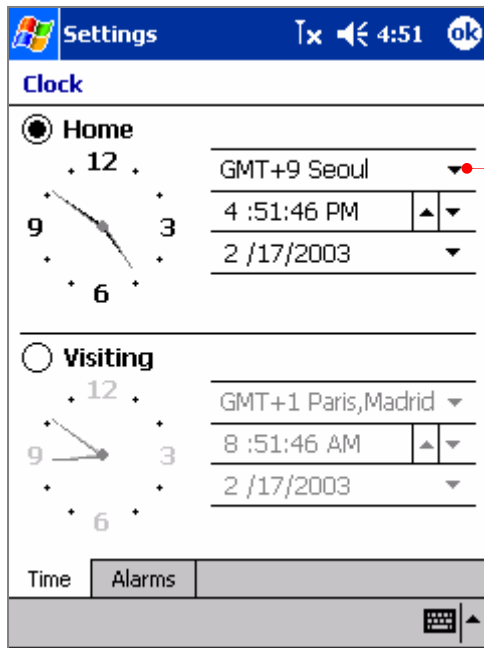 Settings 4:51 ok
Clock
Home
12
9 3
6
GMT+9 Seoul
4 :51:46 PM
2 /17/2003
Visiting
12
9 3
6
GMT+1 Paris,Madrid
8 :51:46 AM
2 /17/2003
Time Alarms